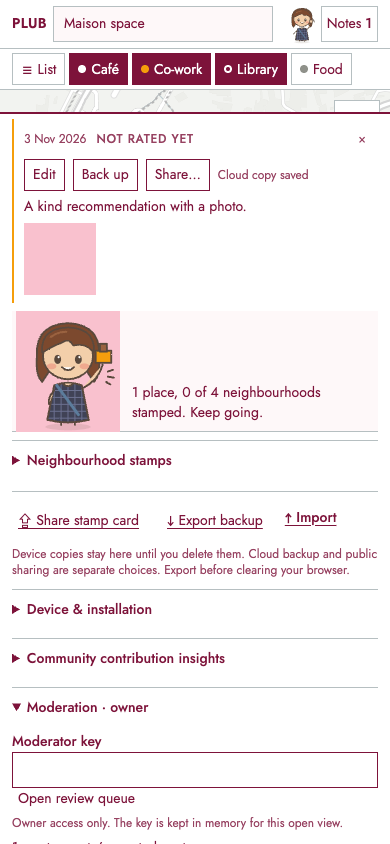 PLUB
Maison space
Notes 1
List
Café
Co-work
Library
Food
3 Nov 2026 NOT RATED YET ×
Edit
Back up
Share...
Cloud copy saved
A kind recommendation with a photo.
1 place, 0 of 4 neighbourhoods
stamped. Keep going.
Neighbourhood stamps
Share stamp card
Export backup
Import
Device copies stay here until you delete them. Cloud backup and public
sharing are separate choices. Export before clearing your browser.
Device & installation
Community contribution insights
Moderation · owner
Moderator key
Open review queue
Owner access only. The key is kept in memory for this open view.